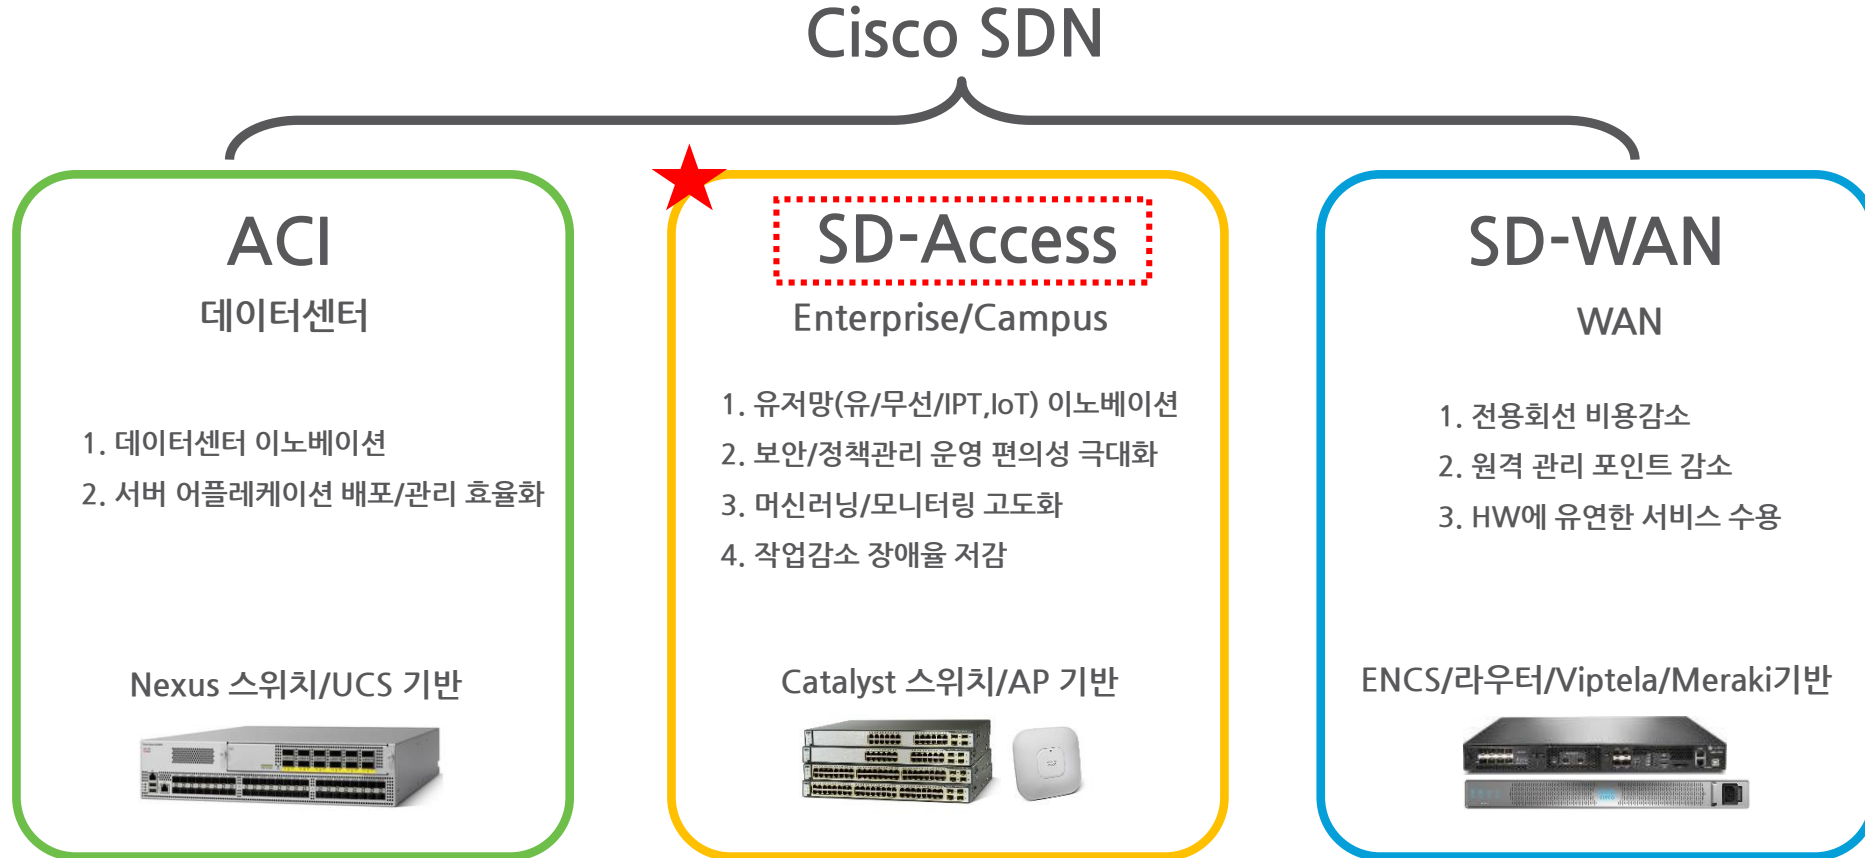 Cisco SDN
ACI
데이터센터
1. 데이터센터 이노베이션
2. 서버 어플레케이션 배포/관리 효율화
Nexus 스위치/UCS 기반
SD-Access
Enterprise/Campus
1. 유저망(유/무선/IPT,IoT) 이노베이션
2. 보안/정책관리 운영 편의성 극대화
3. 머신러닝/모니터링 고도화
4. 작업감소 장애율 저감
Catalyst 스위치/AP 기반
SD-WAN
WAN
1. 전용회선 비용감소
2. 원격 관리 포인트 감소
3. HW에 유연한 서비스 수용
ENCS/라우터/Viptela/Meraki기반